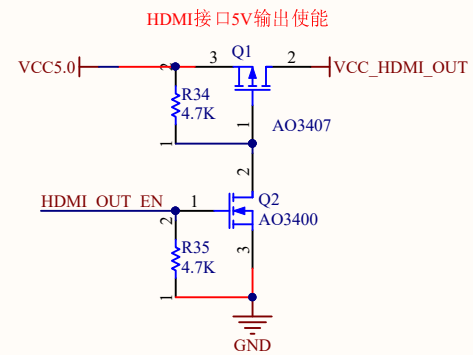 HDMI接口5V输出使能
Q1
3
2
VCC5.0
VCC_HDMI_OUT
2
R34
4.7K
1
AO3407
1
2
HDMI_OUT_EN
1
Q2
AO3400
2
R35
4.7K
3
1
GND